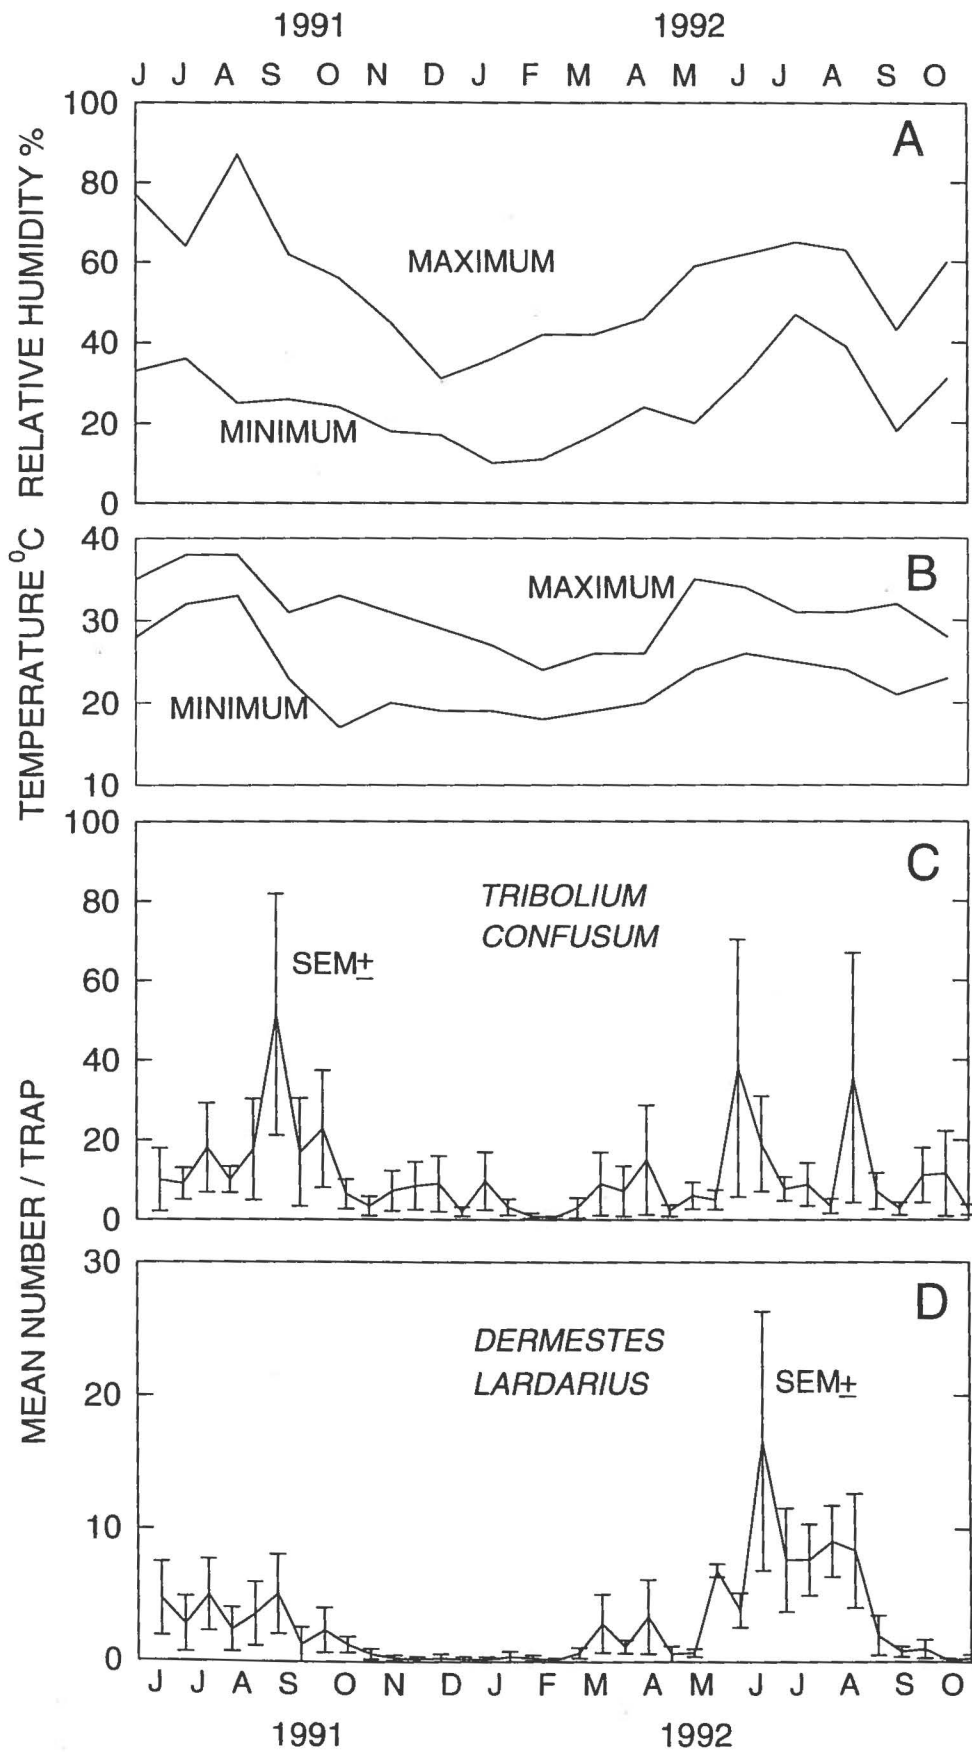 1991 1992
J J A S O N D J F M A M J J A S O
RELATIVE HUMIDITY %
100
80
60
40
20
0
A
MAXIMUM
MINIMUM
TEMPERATURE ⁰C
40
30
20
10
B
MAXIMUM
MINIMUM
MEAN NUMBER / TRAP
100
80
60
40
20
0
C
TRIBOLIUM
CONFUSUM
SEM±
30
20
10
0
D
DERMESTES
LARDARIUS
SEM±
J J A S O N D J F M A M J J A S O
1991 1992